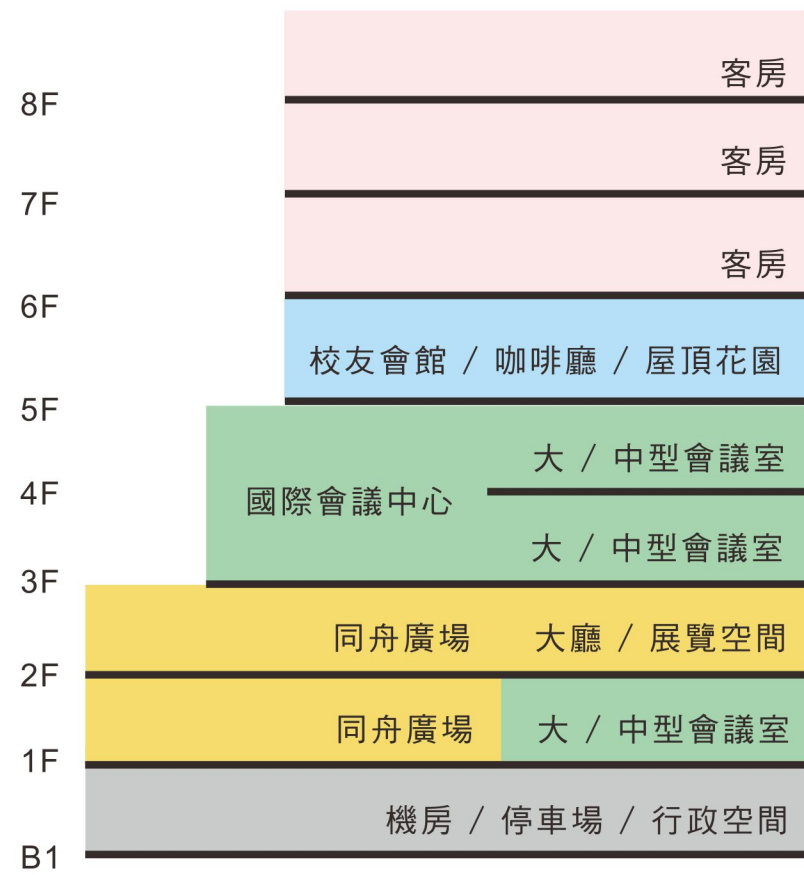 客房
8F
客房
7F
客房
6F
校友會館 / 咖啡廳 / 屋頂花園
5F
大 / 中型會議室
4F
國際會議中心
大 / 中型會議室
3F
同舟廣場 大廳 / 展覽空間
2F
同舟廣場 大 / 中型會議室
1F
機房 / 停車場 / 行政空間
B1